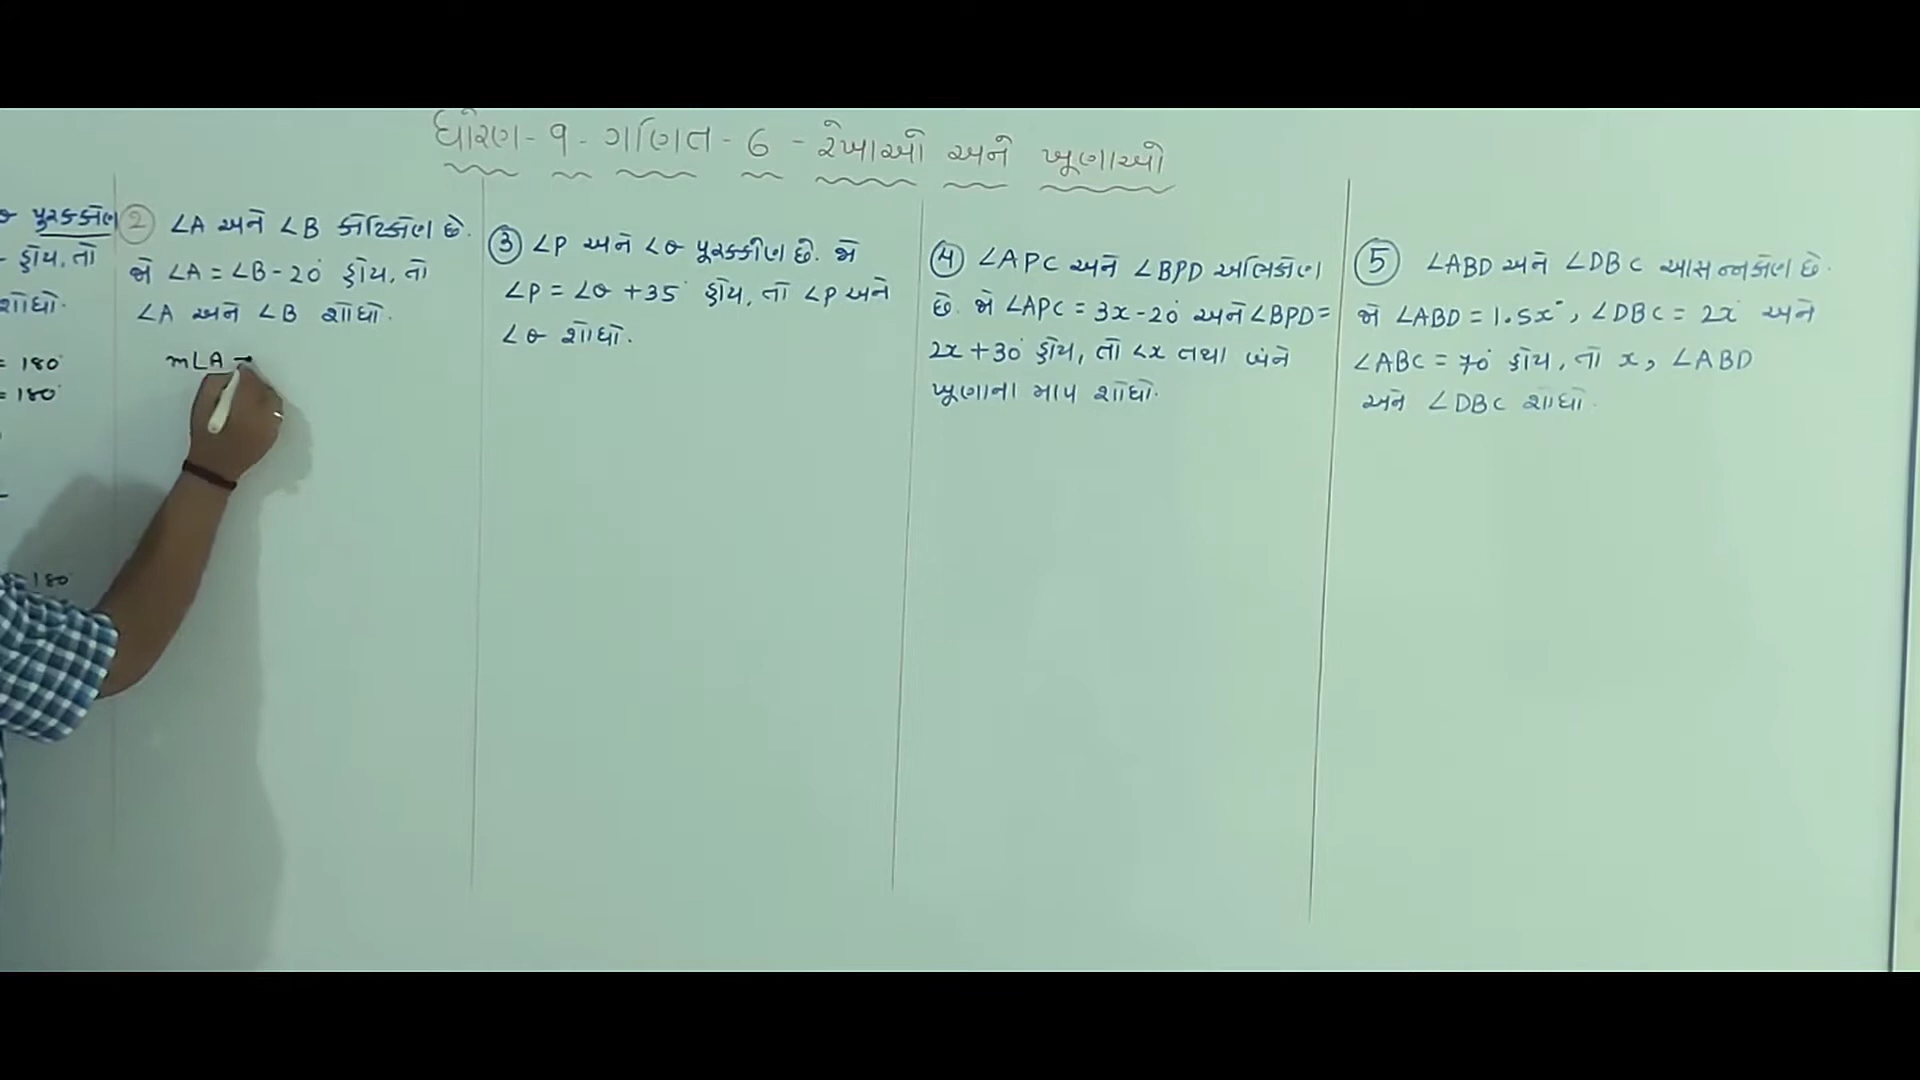 ધોરણ - ૧ - ગણિત - 6 - રેખાઓ અને ખૂણાઓ
પૂરકકોણ
હોય, તો
શોધો.
= 180°
= 180°
= 180°
2 ∠A અને ∠B કોટિકોણ છે.
જો ∠A = ∠B - 20° હોય, તો
∠A અને ∠B શોધો.
m∠A =
3 ∠P અને ∠Q પૂરકકોણ છે. જો
∠P = ∠Q + 35° હોય, તો ∠P અને
∠Q શોધો.
4 ∠APC અને ∠BPD અભિકોણ
છે. જો ∠APC = 3x - 20° અને ∠BPD =
2x + 30° હોય, તો ∠x તથા બંને
ખૂણાના માપ શોધો.
5 ∠ABD અને ∠DBC આસન્નકોણ છે.
જો ∠ABD = 1.5x°, ∠DBC = 2x° અને
∠ABC = 70° હોય, તો x, ∠ABD
અને ∠DBC શોધો.